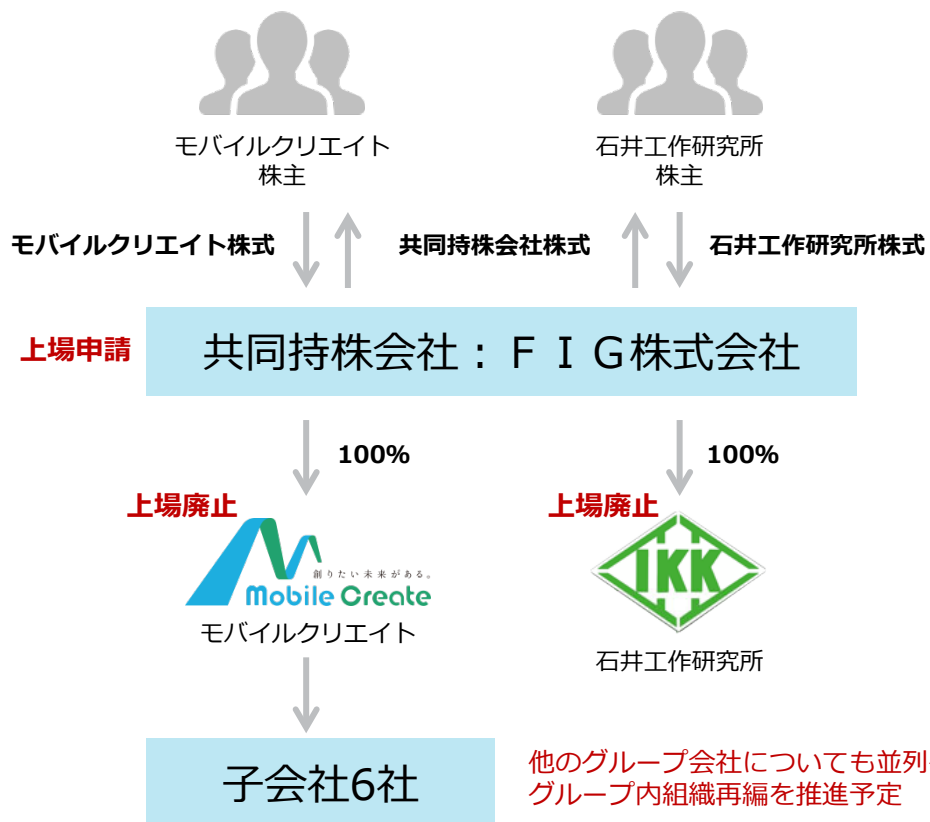 モバイルクリエイト
株主
石井工作研究所
株主
モバイルクリエイト株式
共同持株会社株式
石井工作研究所株式
上場申請
共同持株会社：ＦＩＧ株式会社
100%
100%
上場廃止
上場廃止
創りたい未来がある。
Mobile Create
IKK
モバイルクリエイト
石井工作研究所
子会社6社
他のグループ会社についても並列
グループ内組織再編を推進予定